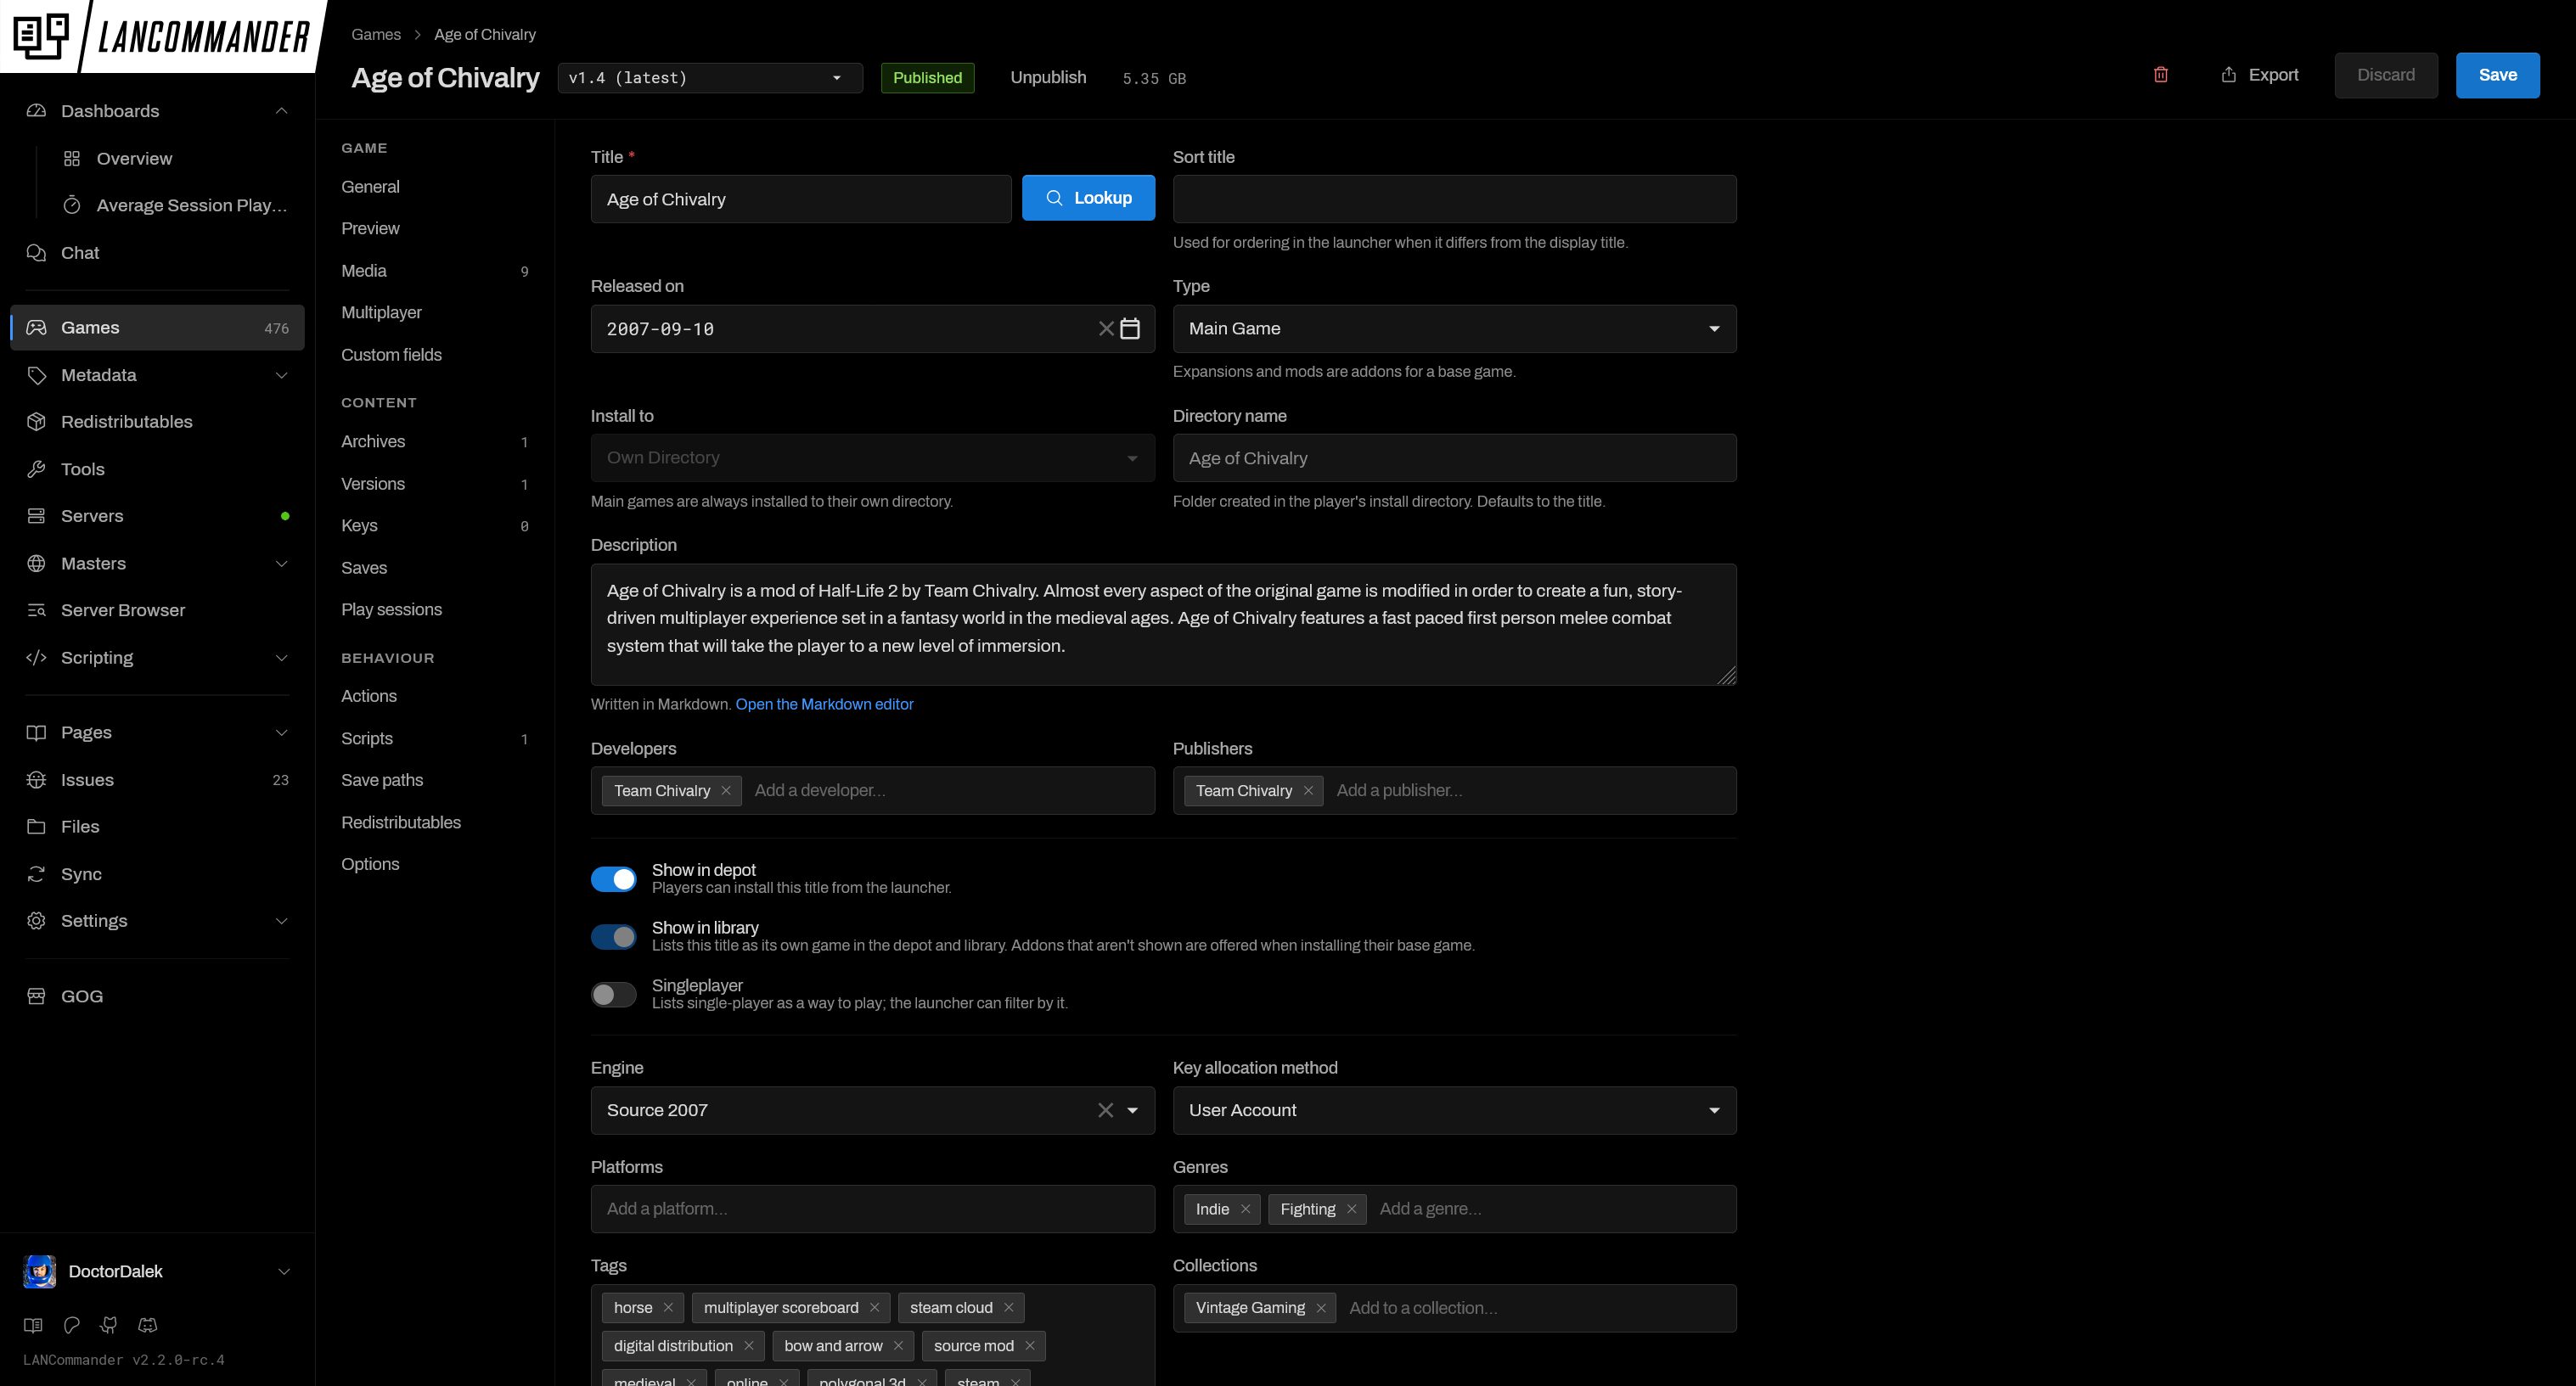 LANCOMMANDER
Dashboards
Overview
Average Session Play...
Chat
Games 476
Metadata
Redistributables
Tools
Servers
Masters
Server Browser
Scripting
Pages
Issues 23
Files
Sync
Settings
GOG
DoctorDalek
LANCommander v2.2.0-rc.4
Games > Age of Chivalry
Age of Chivalry v1.4 (latest) Published Unpublish 5.35 GB
Export Discard Save
GAME
General
Preview
Media 9
Multiplayer
Custom fields
CONTENT
Archives 1
Versions 1
Keys 0
Saves
Play sessions
BEHAVIOUR
Actions
Scripts 1
Save paths
Redistributables
Options
Title * Sort title
Age of Chivalry Lookup
Used for ordering in the launcher when it differs from the display title.
Released on Type
2007-09-10 Main Game
Expansions and mods are addons for a base game.
Install to Directory name
Own Directory Age of Chivalry
Main games are always installed to their own directory. Folder created in the player's install directory. Defaults to the title.
Description
Age of Chivalry is a mod of Half-Life 2 by Team Chivalry. Almost every aspect of the original game is modified in order to create a fun, story-
driven multiplayer experience set in a fantasy world in the medieval ages. Age of Chivalry features a fast paced first person melee combat
system that will take the player to a new level of immersion.
Written in Markdown. Open the Markdown editor
Developers Publishers
Team Chivalry Add a developer... Team Chivalry Add a publisher...
Show in depot
Players can install this title from the launcher.
Show in library
Lists this title as its own game in the depot and library. Addons that aren't shown are offered when installing their base game.
Singleplayer
Lists single-player as a way to play; the launcher can filter by it.
Engine Key allocation method
Source 2007 User Account
Platforms Genres
Add a platform... Indie Fighting Add a genre...
Tags Collections
horse multiplayer scoreboard steam cloud Vintage Gaming Add to a collection...
digital distribution bow and arrow source mod
medieval online polygonal 3d steam